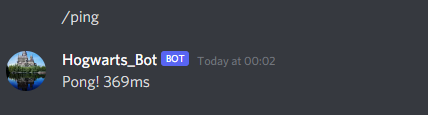 /ping
Hogwarts_Bot BOT Today at 00:02
Pong! 369ms